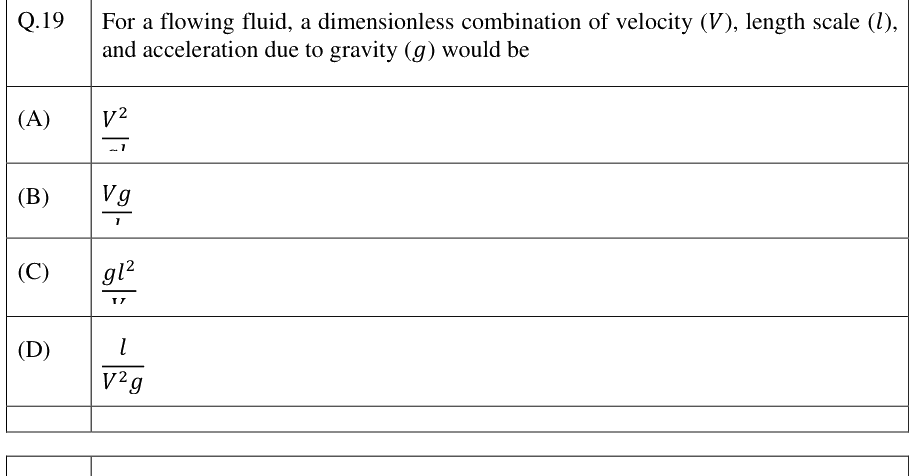 Q.19 For a flowing fluid, a dimensionless combination of velocity (V), length scale (l),
and acceleration due to gravity (g) would be
(A) V²
(B) Vg
(C) gl²
(D) l
V²g